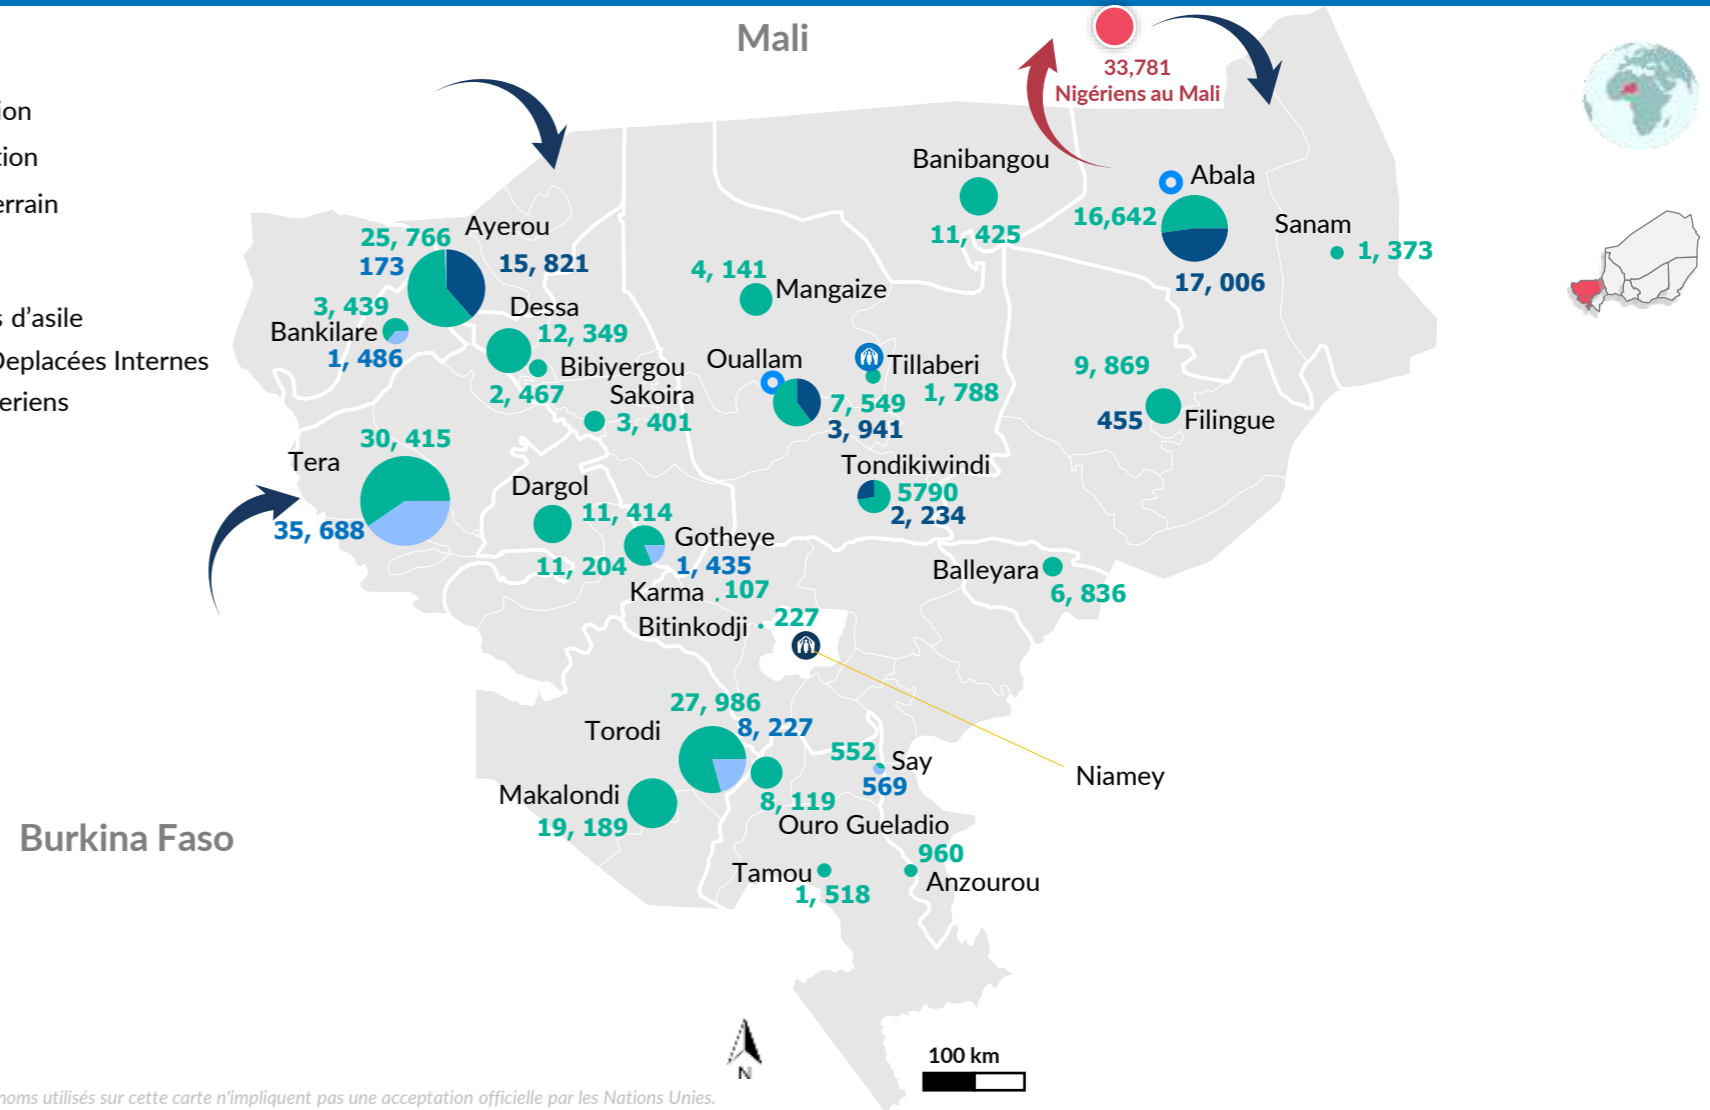 Mali
33,781
Nigériens au Mali
Banibangou
11, 425
Abala
16,642
17, 006
Sanam
1, 373
Ayerou
25, 766
173
15, 821
3, 439
Bankilare
1, 486
Dessa
12, 349
Bibiyergou
2, 467
Sakoira
3, 401
4, 141
Mangaize
Ouallam
7, 549
3, 941
Tillaberi
1, 788
9, 869
455
Filingue
30, 415
Tera
35, 688
Dargol
11, 414
11, 204
Gotheye
1, 435
Karma
107
Bitinkodji
227
Tondikiwindi
5790
2, 234
Balleyara
6, 836
27, 986
Torodi
8, 227
552
Say
569
Niamey
Makalondi
19, 189
8, 119
Ouro Gueladio
960
Anzourou
Tamou
1, 518
Burkina Faso
d'asile
Deplacées Internes
100 km
N
noms utilisés sur cette carte n'impliquent pas une acceptation officielle par les Nations Unies.